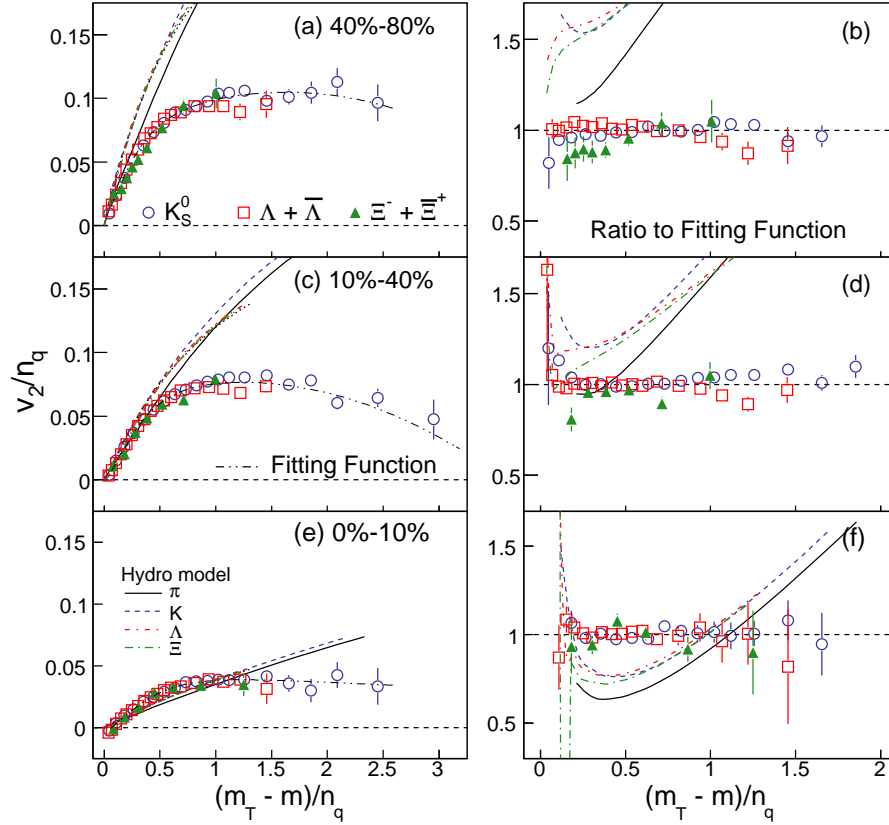 (a) 40%-80%
0.15
0.1
0.05
0
K⁰_S
Λ + Λ̅
Ξ⁻ + Ξ̅⁺
(b)
1.5
1
0.5
Ratio to Fitting Function
(c) 10%-40%
0.15
0.1
0.05
0
Fitting Function
v₂/n_q
(d)
1.5
1
0.5
(e) 0%-10%
0.15
0.1
0.05
0
Hydro model
π
K
Λ
Ξ
0 0.5 1 1.5 2 2.5 3
(m_T - m)/n_q
(f)
1.5
1
0.5
0 0.5 1 1.5 2
(m_T - m)/n_q